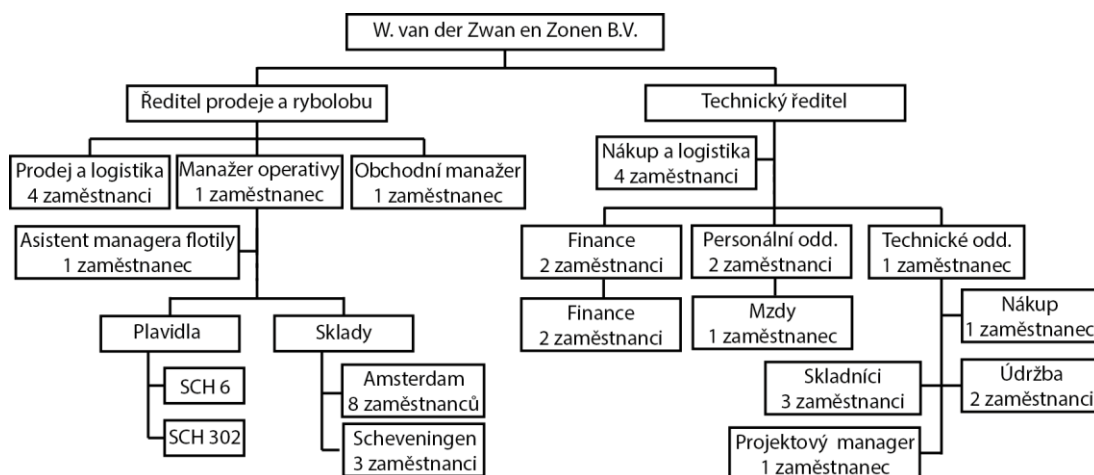 W. van der Zwan en Zonen B.V.
Ředitel prodeje a rybolobu
Technický ředitel
Prodej a logistika
4 zaměstnanci
Manažer operativy
1 zaměstnanec
Obchodní manažer
1 zaměstnanec
Nákup a logistika
4 zaměstnanci
Asistent managera flotily
1 zaměstnanec
Finance
2 zaměstnanci
Personální odd.
2 zaměstnanci
Technické odd.
1 zaměstnanec
Plavidla
Sklady
Finance
2 zaměstnanci
Mzdy
1 zaměstnanec
Nákup
1 zaměstnanec
SCH 6
SCH 302
Amsterdam
8 zaměstnanců
Scheveningen
3 zaměstnanci
Skladníci
3 zaměstnanci
Údržba
2 zaměstnanci
Projektový manager
1 zaměstnanec